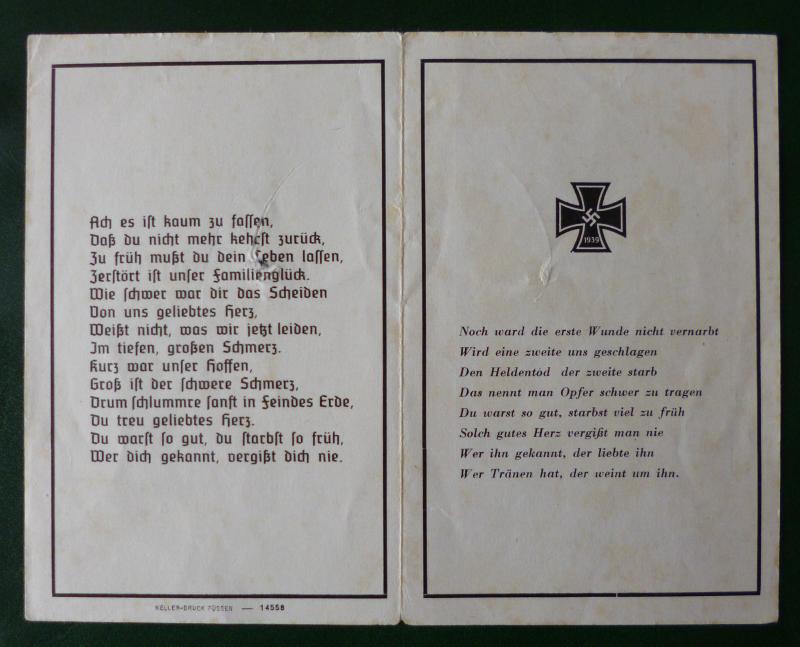 Ach es ist kaum zu fassen,
Daß du nicht mehr kehrst zurück,
Zu früh mußt du dein Leben lassen,
Zerstört ist unser Familienglück.
Wie schwer war dir das Scheiden
Von uns geliebtes Herz,
Weißt nicht, was wir jetzt leiden,
Im tiefen, großen Schmerz.
Kurz war unser Hoffen,
Groß ist der schwere Schmerz,
Drum schlummre sanft in Feindes Erde,
Du treu geliebtes Herz.
Du warst so gut, du starbst so früh,
Wer dich gekannt, vergißt dich nie.
KELLER-DRUCK FÜSSEN — 14558
1939
Noch ward die erste Wunde nicht vernarbt
Wird eine zweite uns geschlagen
Den Heldentod der zweite starb
Das nennt man Opfer schwer zu tragen
Du warst so gut, starbst viel zu früh
Solch gutes Herz vergißt man nie
Wer ihn gekannt, der liebte ihn
Wer Tränen hat, der weint um ihn.